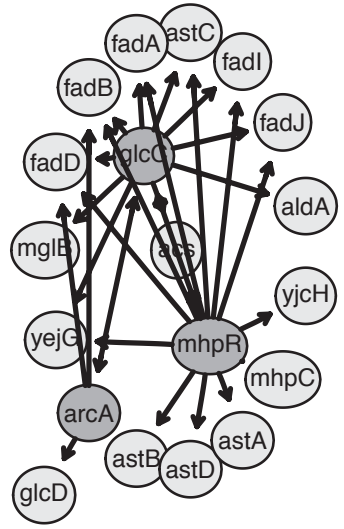 fadA
astC
fadI
fadB
fadJ
glcC
fadD
aldA
mglB
acs
yjcH
yejG
mhpR
mhpC
arcA
astA
astB
astD
glcD